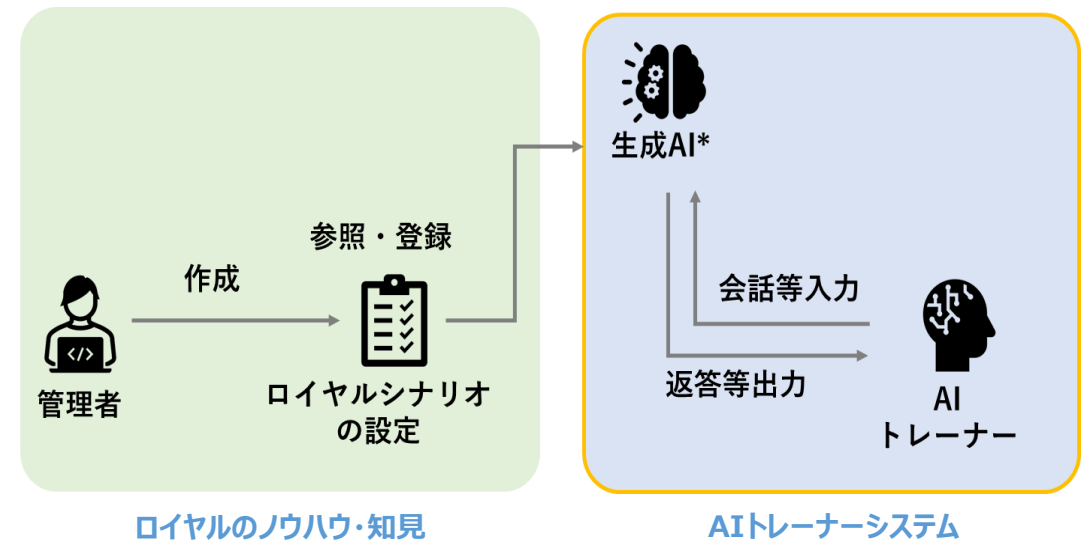 作成
管理者
参照・登録
ロイヤルシナリオ
の設定
ロイヤルのノウハウ・知見
生成AI*
会話等入力
返答等出力
AI
トレーナー
AIトレーナーシステム